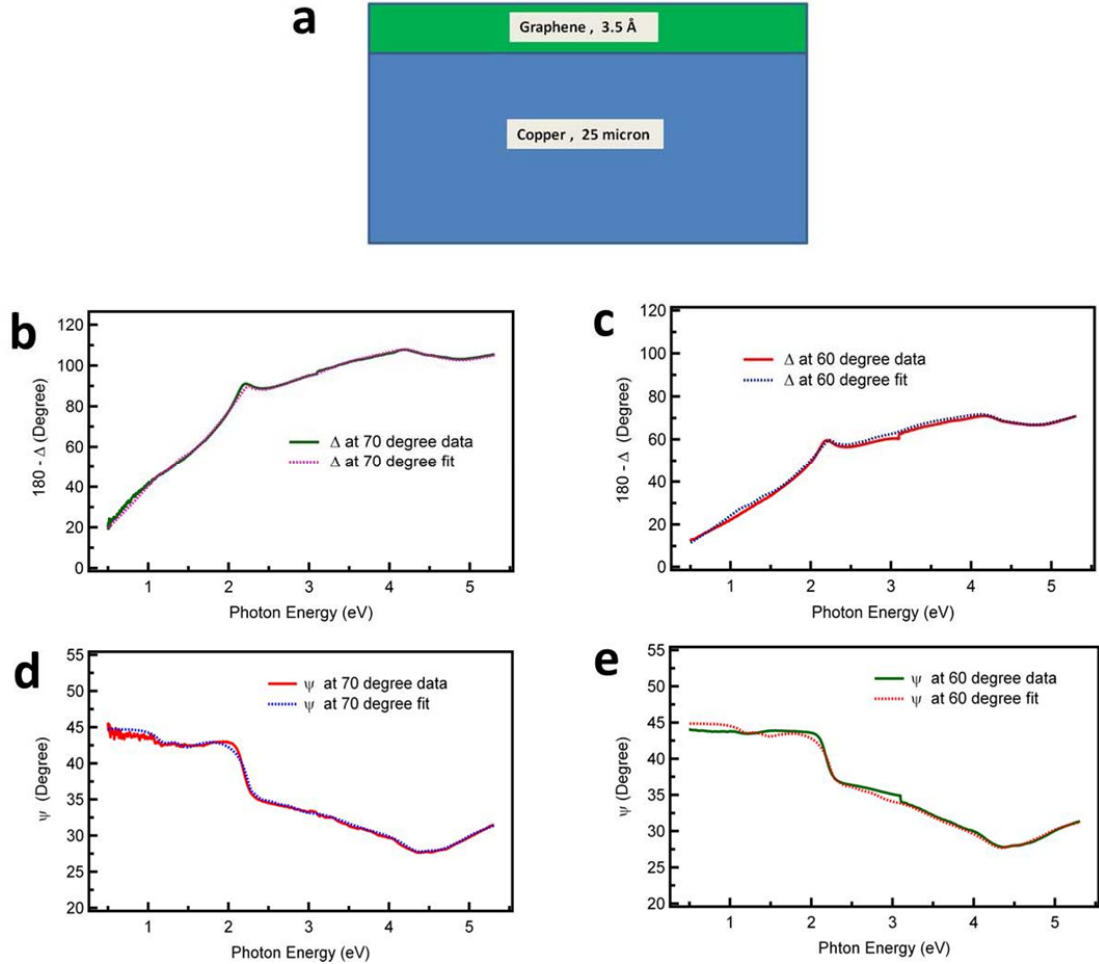 a
Graphene , 3.5 Å
Copper , 25 micron
b
120
100
80
60
40
20
0
180 - Δ (Degree)
Δ at 70 degree data
Δ at 70 degree fit
1 2 3 4 5
Photon Energy (eV)
c
120
100
80
60
40
20
0
180 - Δ (Degree)
Δ at 60 degree data
Δ at 60 degree fit
1 2 3 4 5
Photon Energy (eV)
d
55
50
45
40
35
30
25
20
ψ (Degree)
ψ at 70 degree data
ψ at 70 degree fit
1 2 3 4 5
Photon Energy (eV)
e
55
50
45
40
35
30
25
20
ψ (Degree)
ψ at 60 degree data
ψ at 60 degree fit
1 2 3 4 5
Phton Energy (eV)